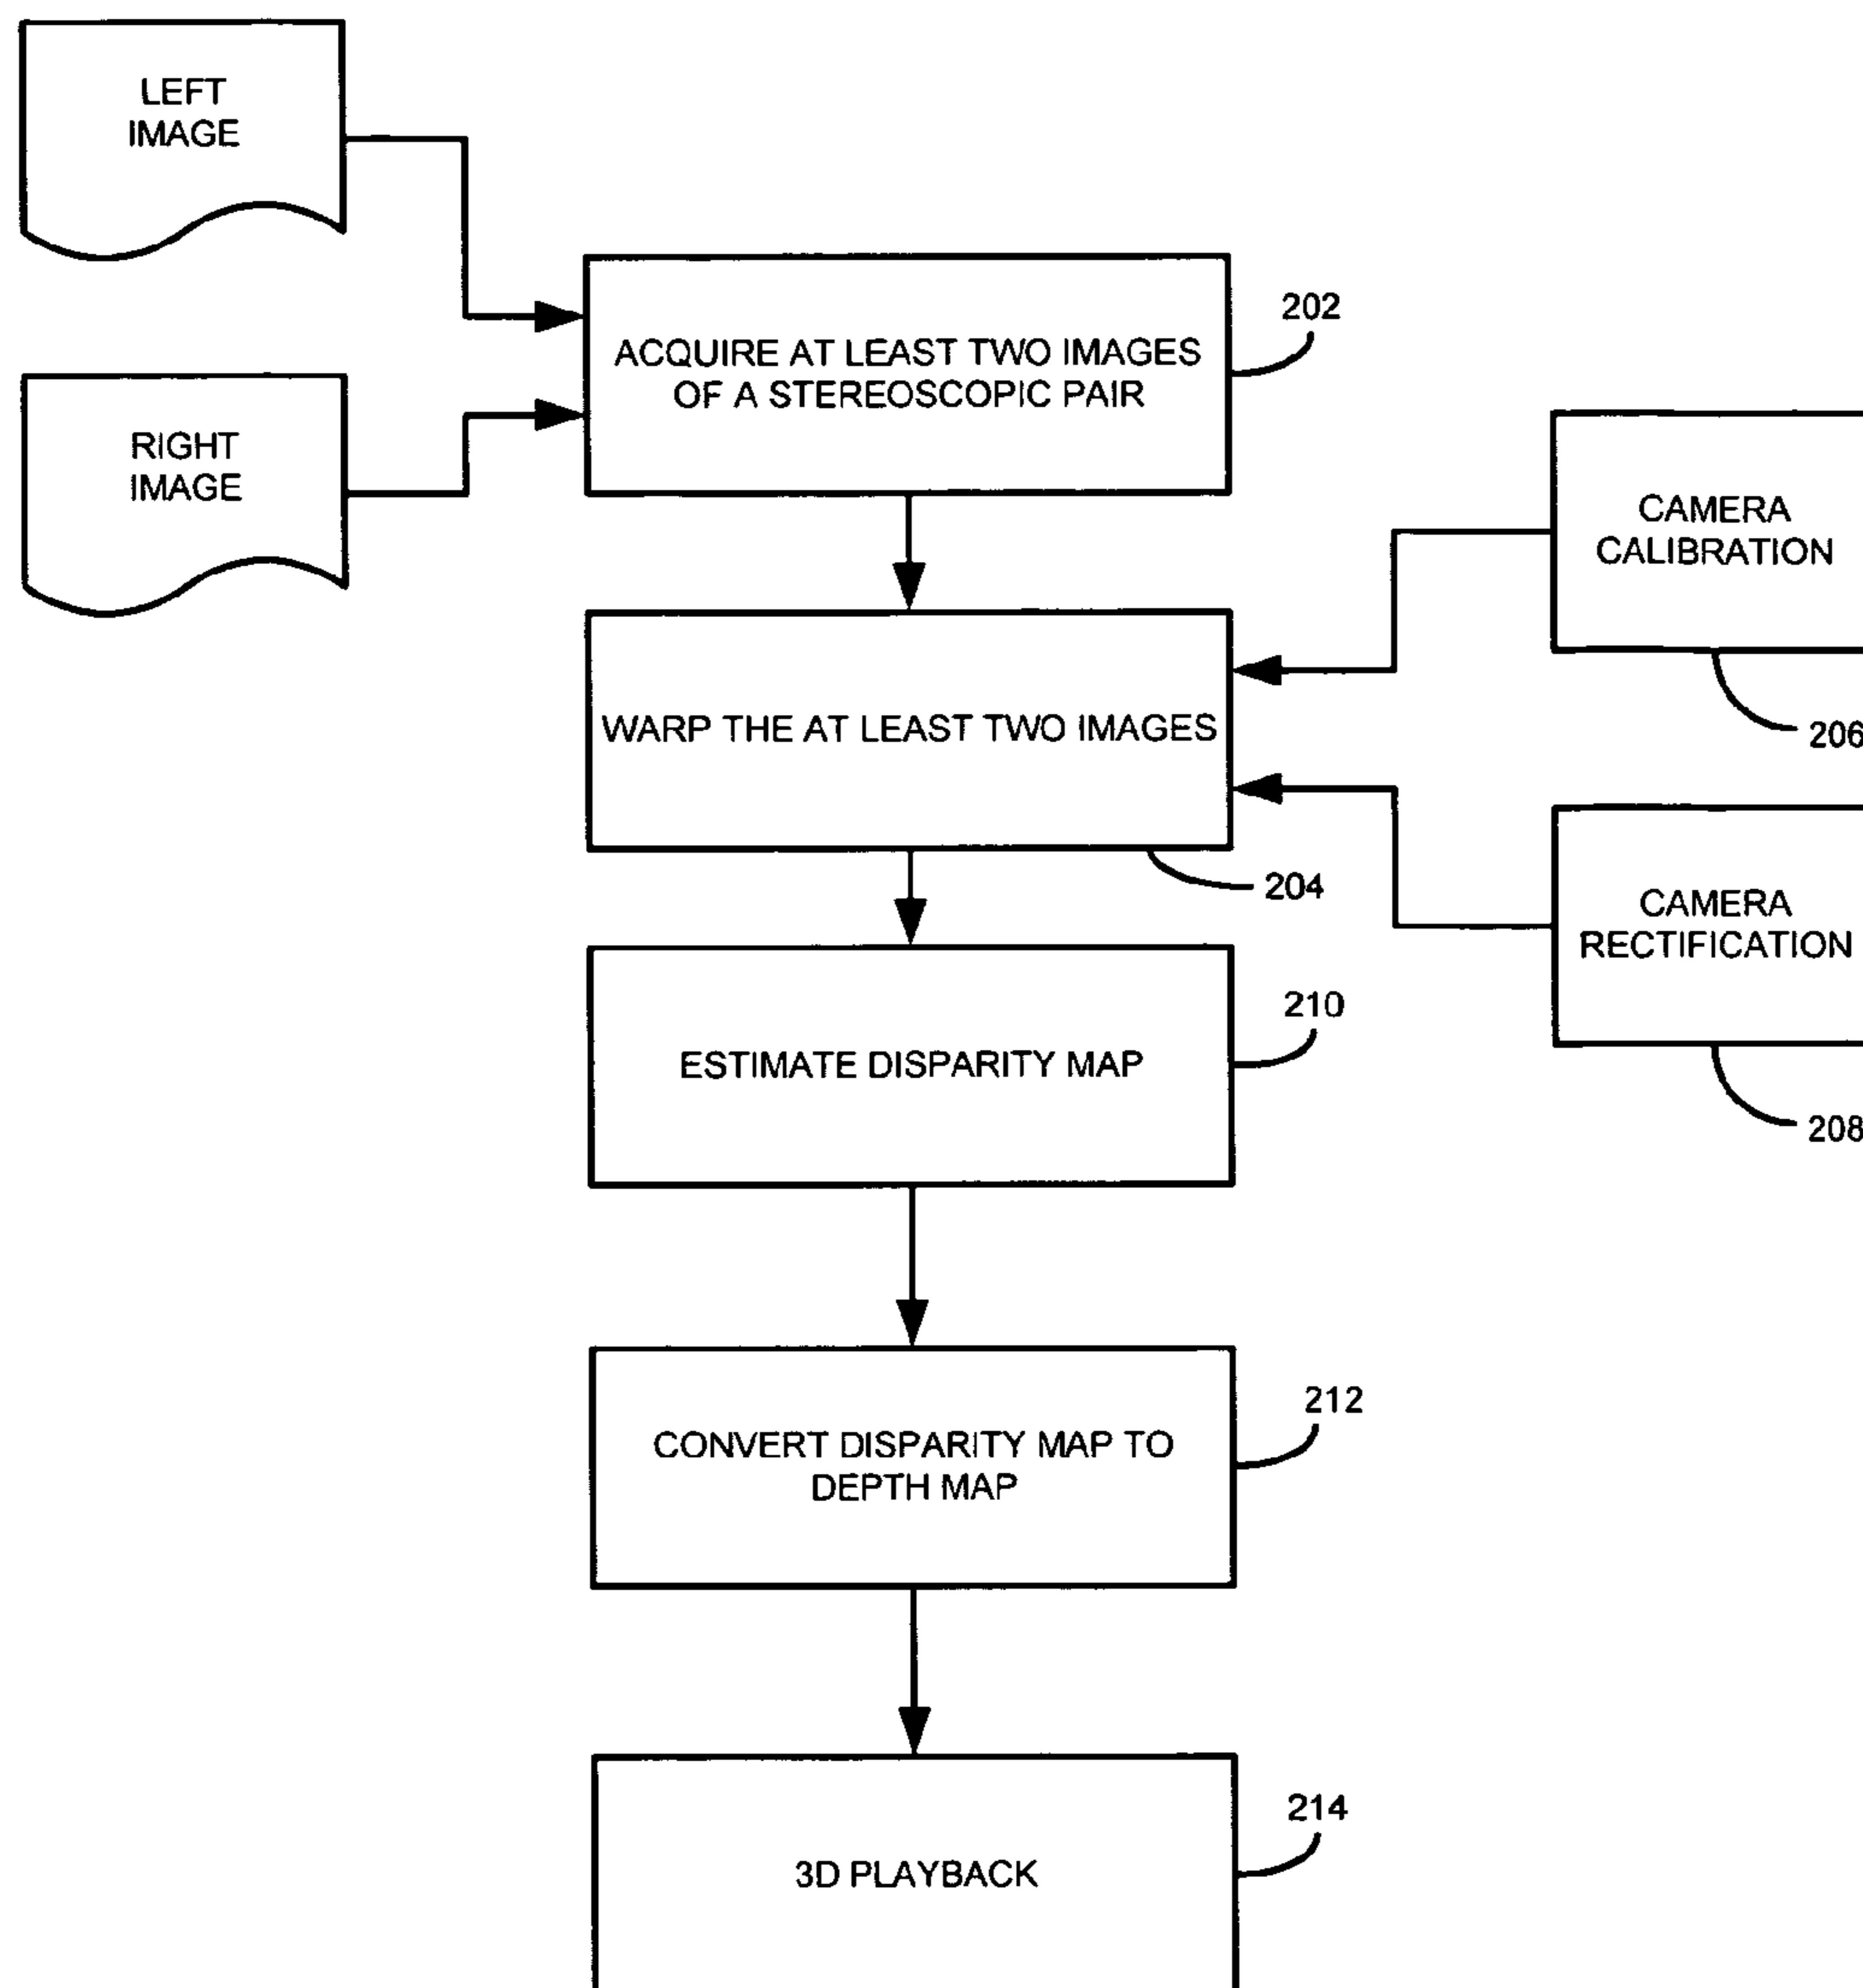 LEFT
IMAGE
202
ACQUIRE AT LEAST TWO IMAGES
OF A STEREOSCOPIC PAIR
RIGHT
IMAGE
CAMERA
CALIBRATION
206
WARP THE AT LEAST TWO IMAGES
204
CAMERA
RECTIFICATION
208
210
ESTIMATE DISPARITY MAP
212
CONVERT DISPARITY MAP TO
DEPTH MAP
214
3D PLAYBACK